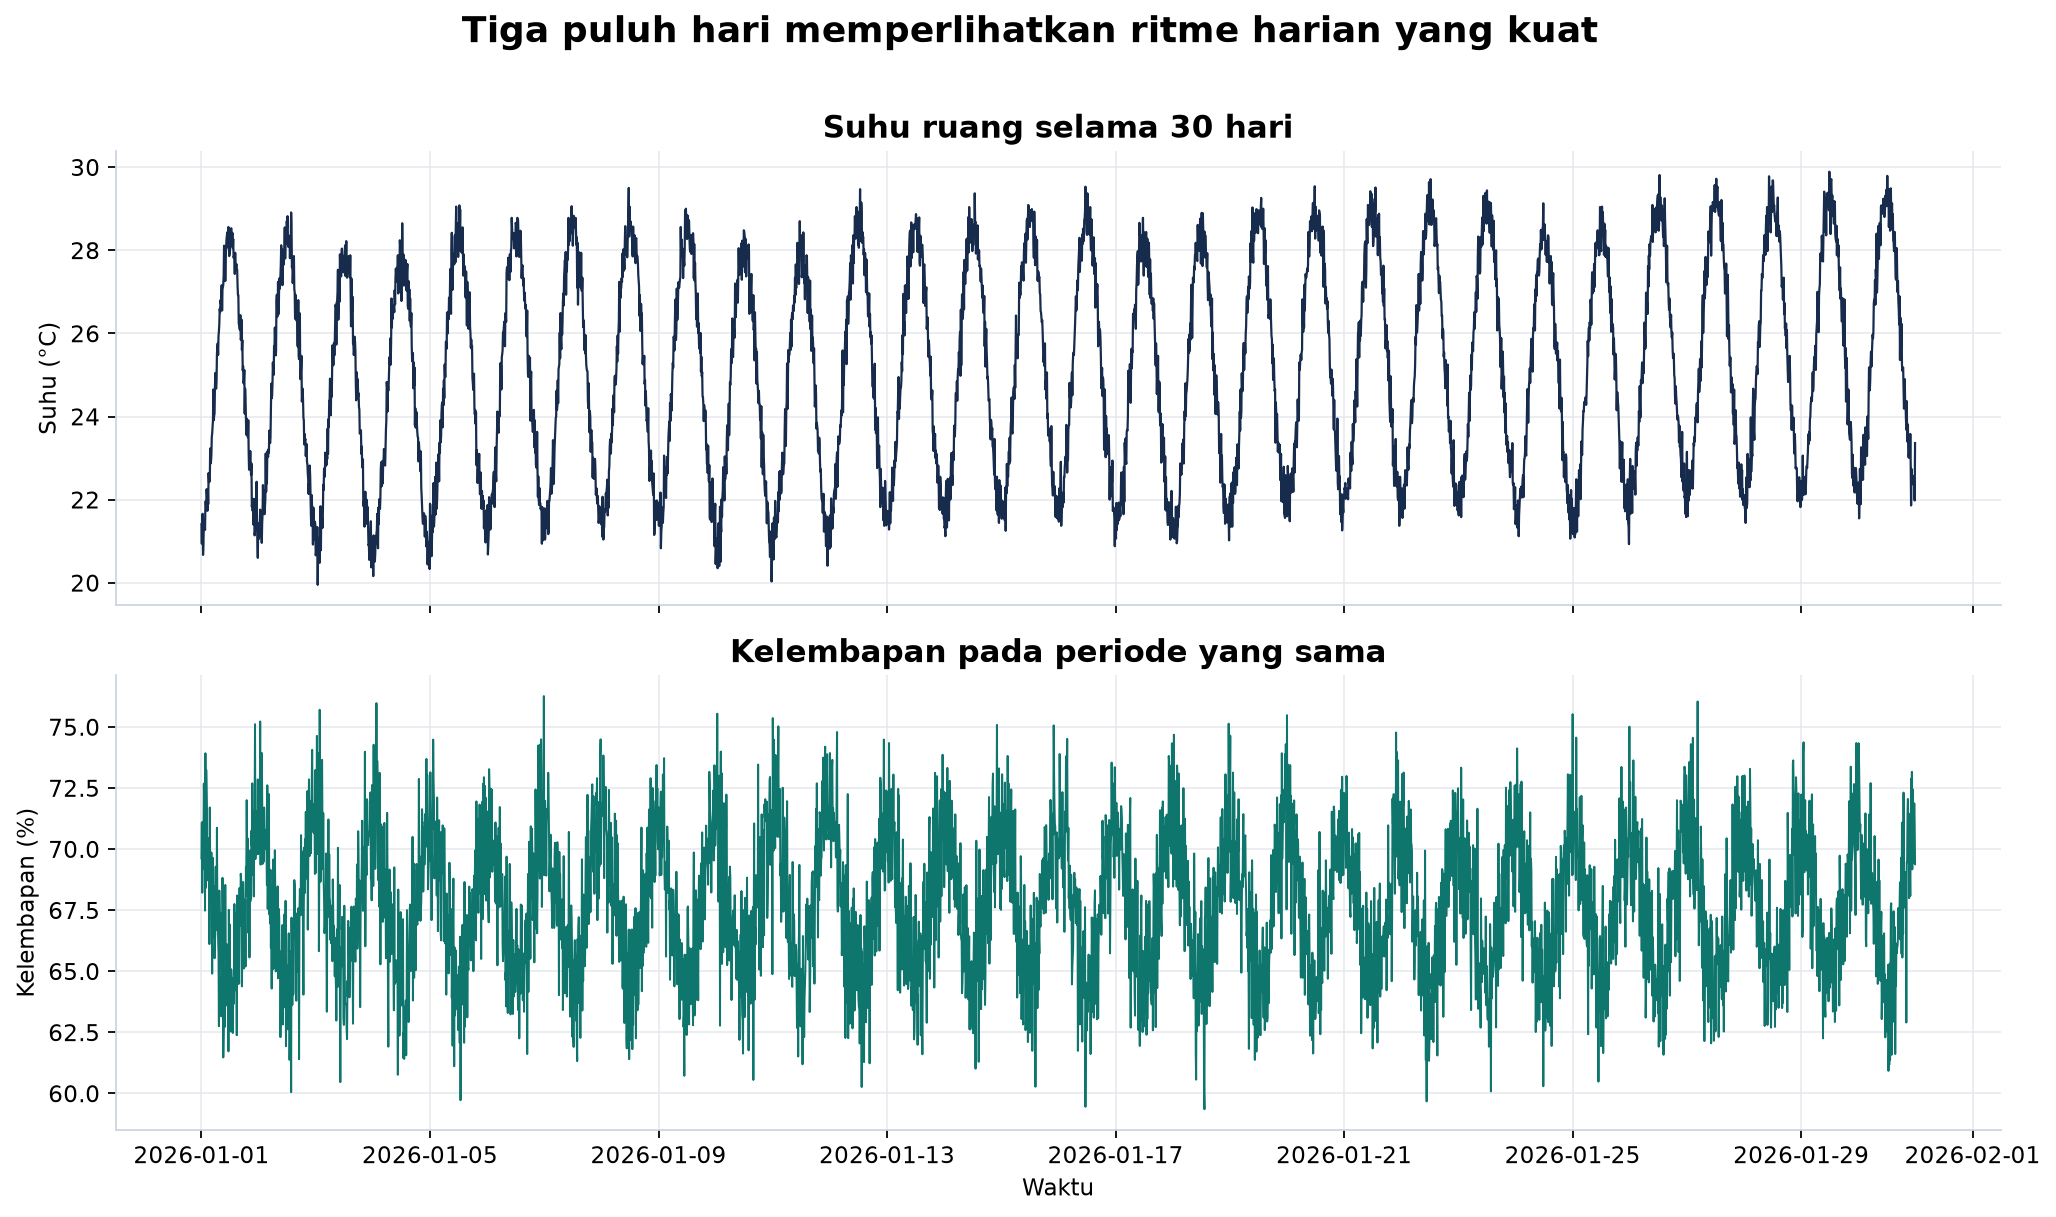 Tiga puluh hari memperlihatkan ritme harian yang kuat
Suhu ruang selama 30 hari
30
28
26
24
22
20
Suhu (°C)
Kelembapan pada periode yang sama
75.0
72.5
70.0
67.5
65.0
62.5
60.0
Kelembapan (%)
2026-01-01 2026-01-05 2026-01-09 2026-01-13 2026-01-17 2026-01-21 2026-01-25 2026-01-29 2026-02-01
Waktu